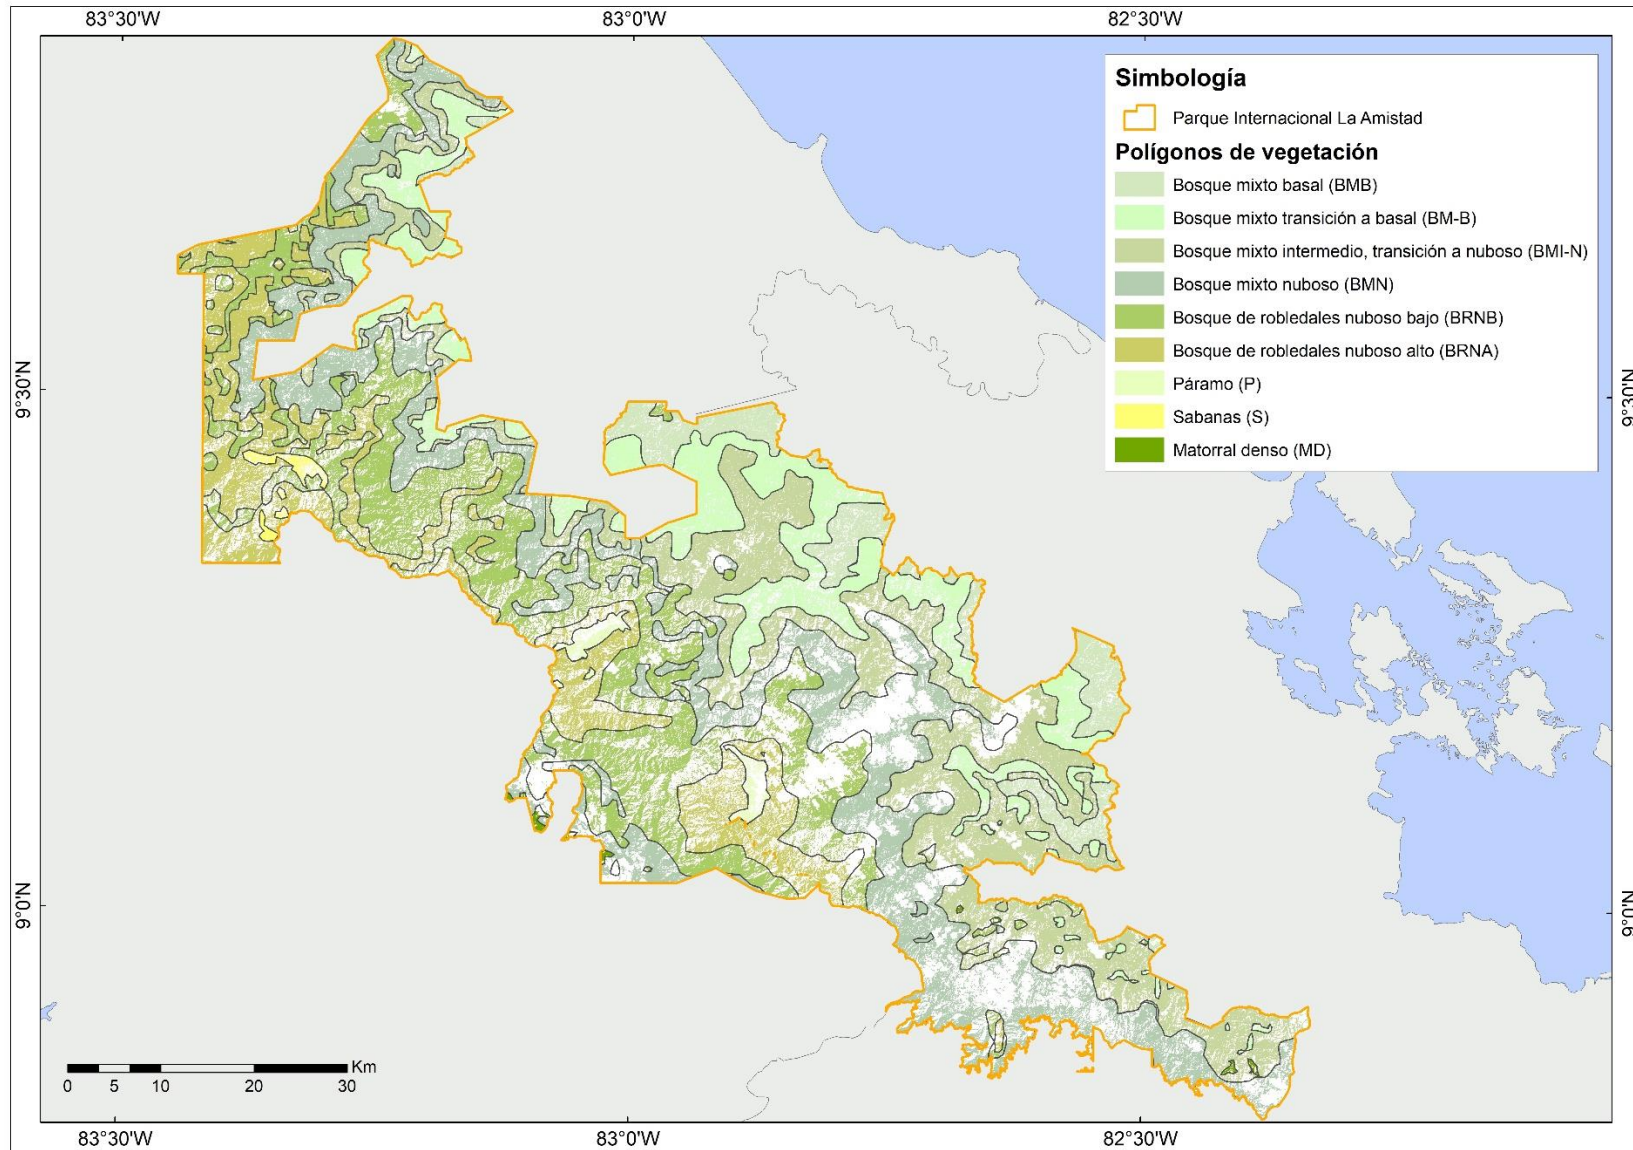 83°30'W 83°0'W 82°30'W
Simbología
Parque Internacional La Amistad
Polígonos de vegetación
Bosque mixto basal (BMB)
Bosque mixto transición a basal (BM-B)
Bosque mixto intermedio, transición a nuboso (BMI-N)
Bosque mixto nuboso (BMN)
Bosque de robledales nuboso bajo (BRNB)
Bosque de robledales nuboso alto (BRNA)
Páramo (P)
Sabanas (S)
Matorral denso (MD)
9°30'N 9°30'N
9°0'N 9°0'N
Km
0 5 10 20 30
83°30'W 83°0'W 82°30'W